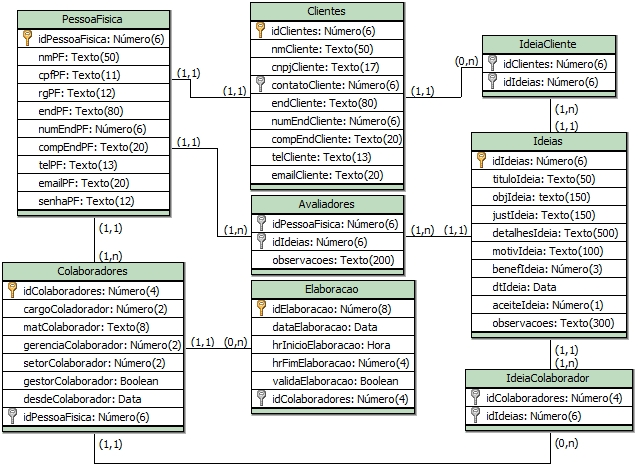 PessoaFisica
idPessoaFisica: Número(6)
nmPF: Texto(50)
cpfPF: Texto(11)
rgPF: Texto(12)
endPF: Texto(80)
numiEndPF: Número(6)
compEndPF: Texto(20)
telPF: Texto(13)
emailPF: Texto(20)
senhaPF: Texto(12)
Clientes
idClientes: Número(6)
nmCliente: Texto(50)
cnpjCliente: Texto(17)
contatoCliente: Número(6)
endCliente: Texto(80)
numEndCliente: Número(6)
compEndCliente: Texto(20)
telCliente: Texto(13)
emailCliente: Texto(20)
IdeiaCliente
idClientes: Número(6)
idIdeias: Número(6)
(1,1)
(1,1)
(1,1)
(0,n)
(1,n)
(1,1)
Ideias
idIdeias: Número(6)
tituloIdeia: Texto(50)
objIdeia: texto(150)
justIdeia: Texto(150)
detalhesIdeia: Texto(500)
motivIdeia: Texto(100)
benefIdeia: Número(3)
dtIdeia: Data
aceiteIdeia: Número(1)
observacoes: Texto(300)
(1,1)
(1,n)
Avaliadores
idPessoaFisica: Número(6)
idIdeias: Número(6)
observacoes: Texto(200)
(1,n)
(1,1)
(1,1)
(1,n)
Colaboradores
idColaboradores: Número(4)
cargoColadorador: Número(2)
matColaborador: Texto(8)
gerenciaColaborador: Número(2)
setorColaborador: Número(2)
gestorColaborador: Boolean
desdeColaborador: Data
idPessoaFisica: Número(6)
(1,1)
(0,n)
Elaboracao
idElaboracao: Número(8)
dataElaboracao: Data
hrInicioElaboracao: Hora
hrFimElaboracao: Número(4)
validaElaboracao: Boolean
idColaboradores: Número(4)
(1,1)
(1,n)
IdeiaColaborador
idColaboradores: Número(4)
idIdeias: Número(6)
(1,1)
(0,n)